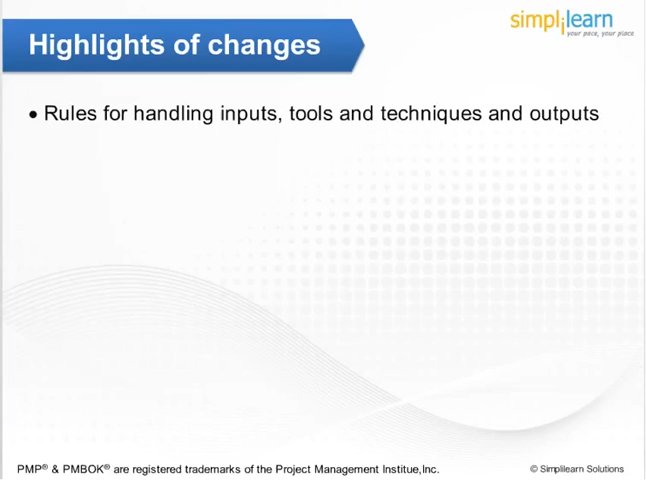 simplilearn
your pace, your place
Highlights of changes
• Rules for handling inputs, tools and techniques and outputs
PMP® & PMBOK® are registered trademarks of the Project Management Institue,Inc.
© Simplilearn Solutions